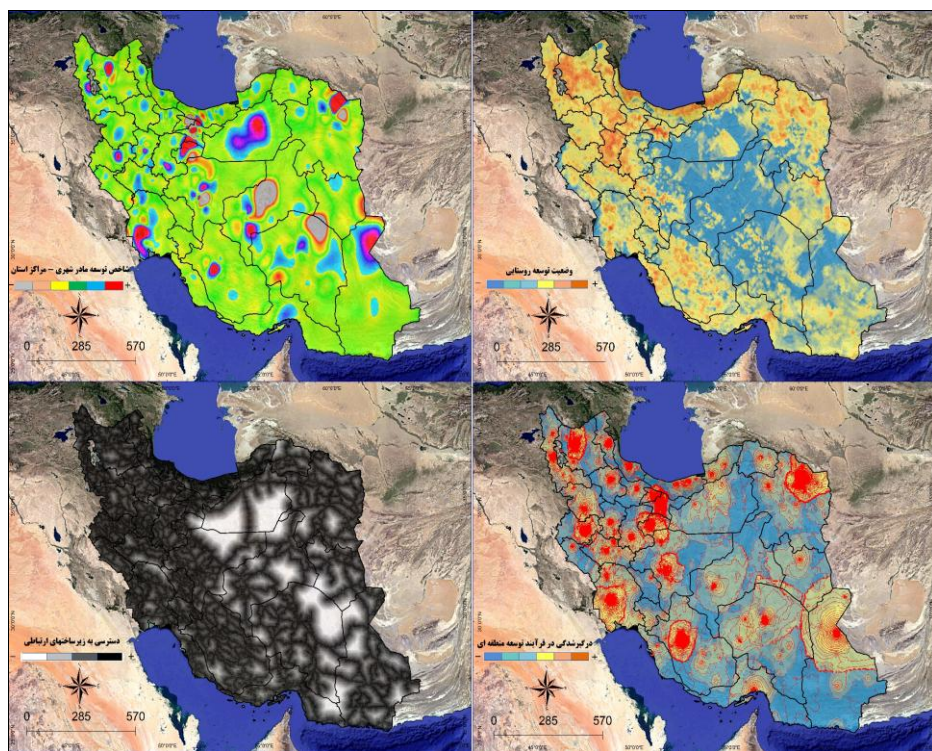 شاخص توسعه مادر شهری – مراکز استان
− +
0 285 570
وضعیت توسعه روستایی
− +
0 285 570
دسترسی به زیرساختهای ارتباطی
− +
0 285 570
درگیرشدگی در فرآیند توسعه منطقه ای
− +
0 285 570